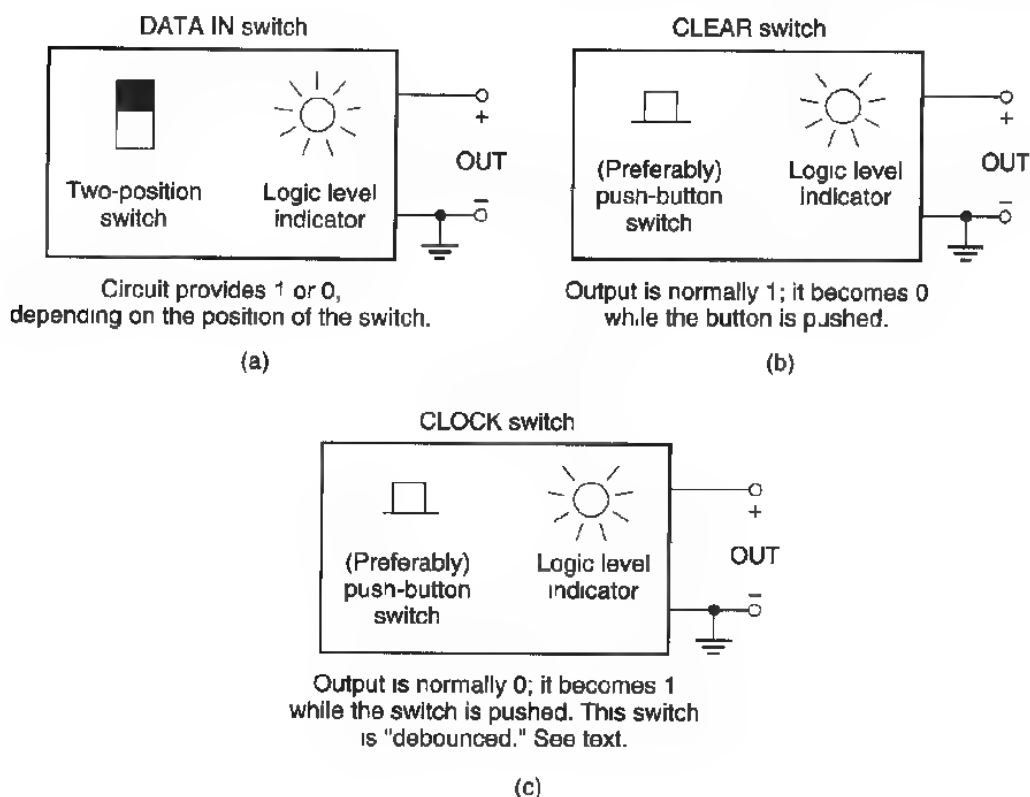 DATA IN switch
CLEAR switch
+
OUT
–
Two-position
switch
Logic level
indicator
+
OUT
–
(Preferably)
push-button
switch
Logic level
indicator
Circuit provides 1 or 0,
depending on the position of the switch.
Output is normally 1; it becomes 0
while the button is pushed.
(a)
(b)
CLOCK switch
+
OUT
–
(Preferably)
push-button
switch
Logic level
indicator
Output is normally 0; it becomes 1
while the switch is pushed. This switch
is "debounced." See text.
(c)